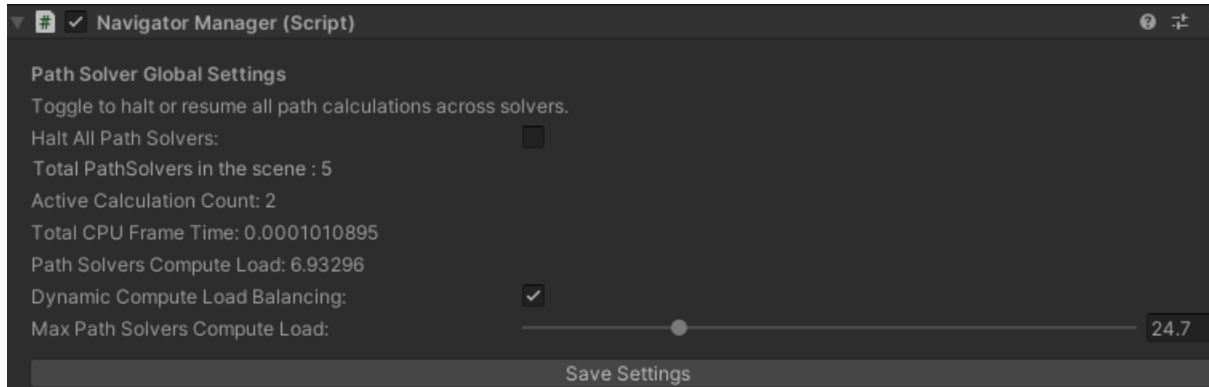 # Navigator Manager (Script)
Path Solver Global Settings
Toggle to halt or resume all path calculations across solvers.
Halt All Path Solvers:
Total PathSolvers in the scene : 5
Active Calculation Count: 2
Total CPU Frame Time: 0.0001010895
Path Solvers Compute Load: 6.93296
Dynamic Compute Load Balancing:
Max Path Solvers Compute Load: 24.7
Save Settings